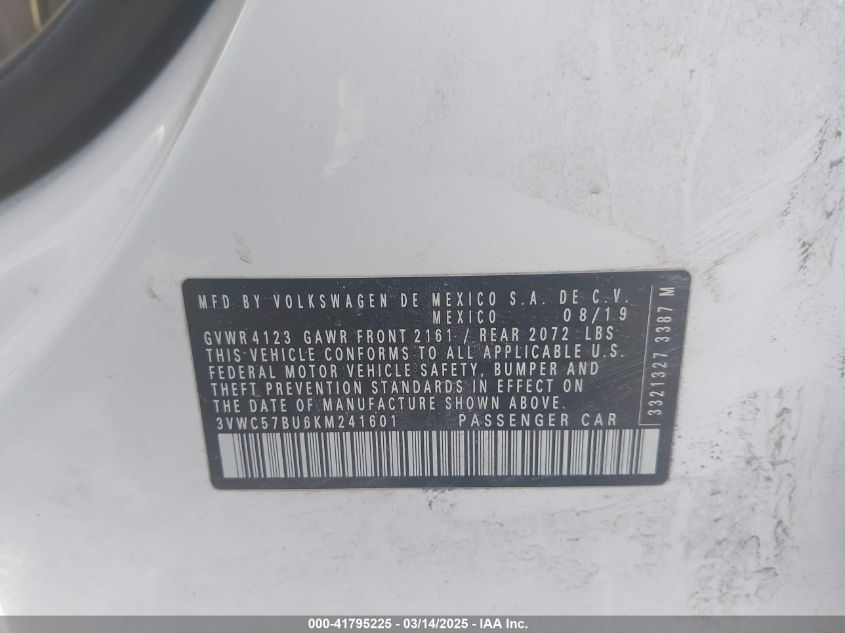 MFD BY VOLKSWAGEN DE MEXICO S.A. DE C.V.
MEXICO 08/19
GVWR 4123 GAWR FRONT 2161 / REAR 2072 LBS
THIS VEHICLE CONFORMS TO ALL APPLICABLE U.S.
FEDERAL MOTOR VEHICLE SAFETY, BUMPER AND
THEFT PREVENTION STANDARDS IN EFFECT ON
THE DATE OF MANUFACTURE SHOWN ABOVE.
3VWC57BU6KM241601 PASSENGER CAR
3321327 3387 M
000-41795225 - 03/14/2025 - IAA Inc.